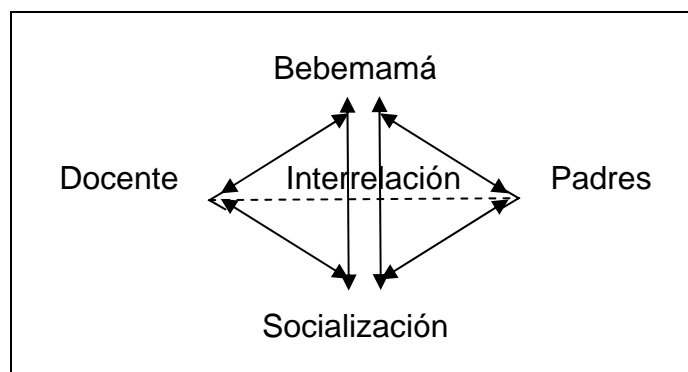 Bebemamá
Docente Interrelación Padres
Socialización